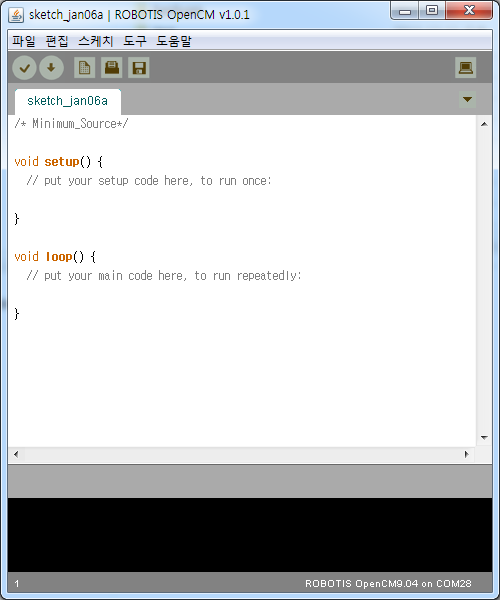 sketch_jan06a | ROBOTIS OpenCM v1.0.1
파일 편집 스케치 도구 도움말
sketch_jan06a
/* Minimum_Source*/
void setup() {
// put your setup code here, to run once:
}
void loop() {
// put your main code here, to run repeatedly:
}
1 ROBOTIS OpenCM9.04 on COM28